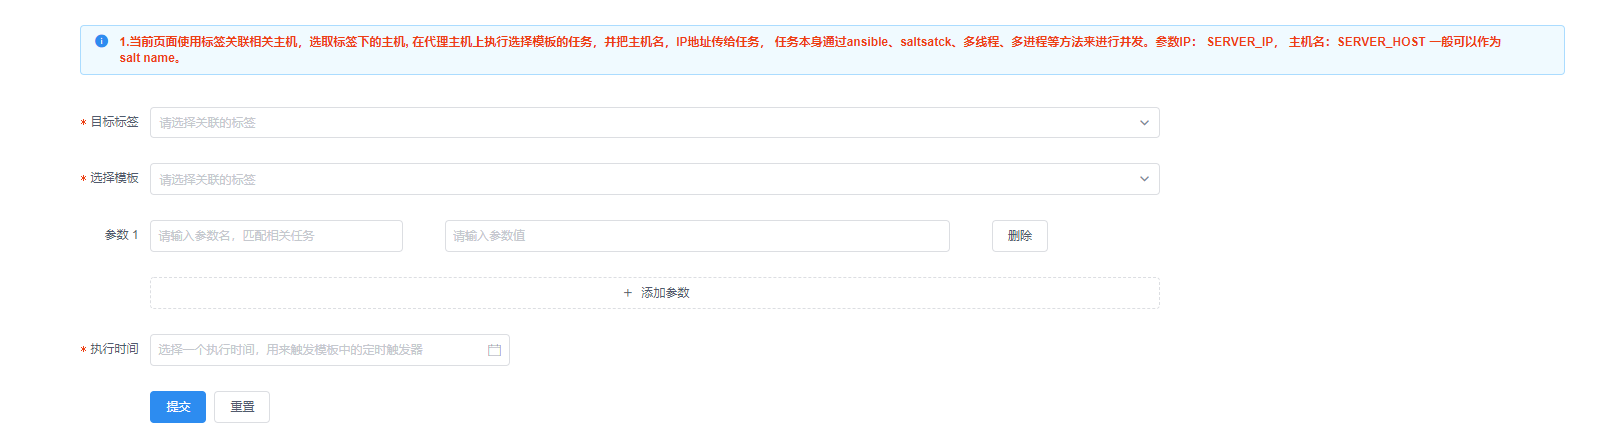 1.当前页面使用标签关联相关主机，选取标签下的主机, 在代理主机上执行选择模板的任务，并把主机名，IP地址传给任务， 任务本身通过ansible、saltsatck、多线程、多进程等方法来进行并发。参数IP： SERVER_IP， 主机名：SERVER_HOST 一般可以作为
salt name。
* 目标标签 请选择关联的标签
* 选择模板 请选择关联的标签
参数 1 请输入参数名，匹配相关任务 请输入参数值 删除
+ 添加参数
* 执行时间 选择一个执行时间，用来触发模板中的定时触发器
提交 重置